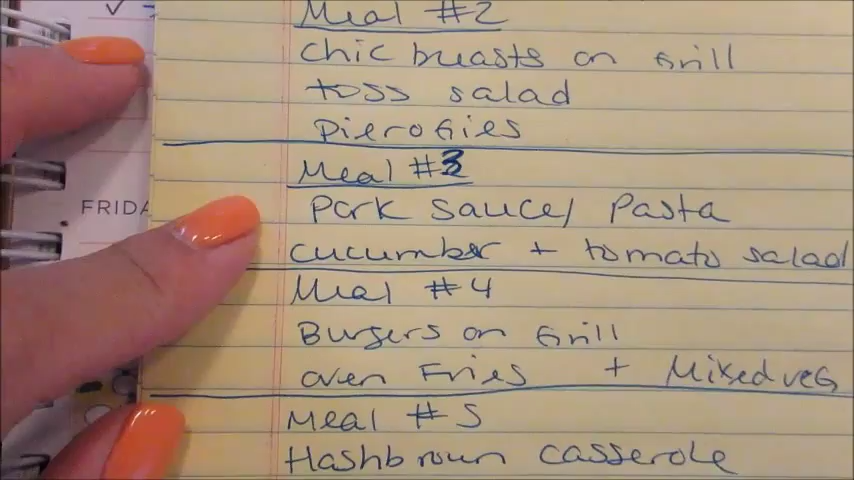 Meal #2
Chic breasts on Grill
toss salad
Pierogies
Meal #3
FRIDA
Pork sauce/ Pasta
cucumber + tomato salad
Meal #4
Burgers on Grill
oven Fries + Mixed veg
Meal #5
Hashbrown casserole